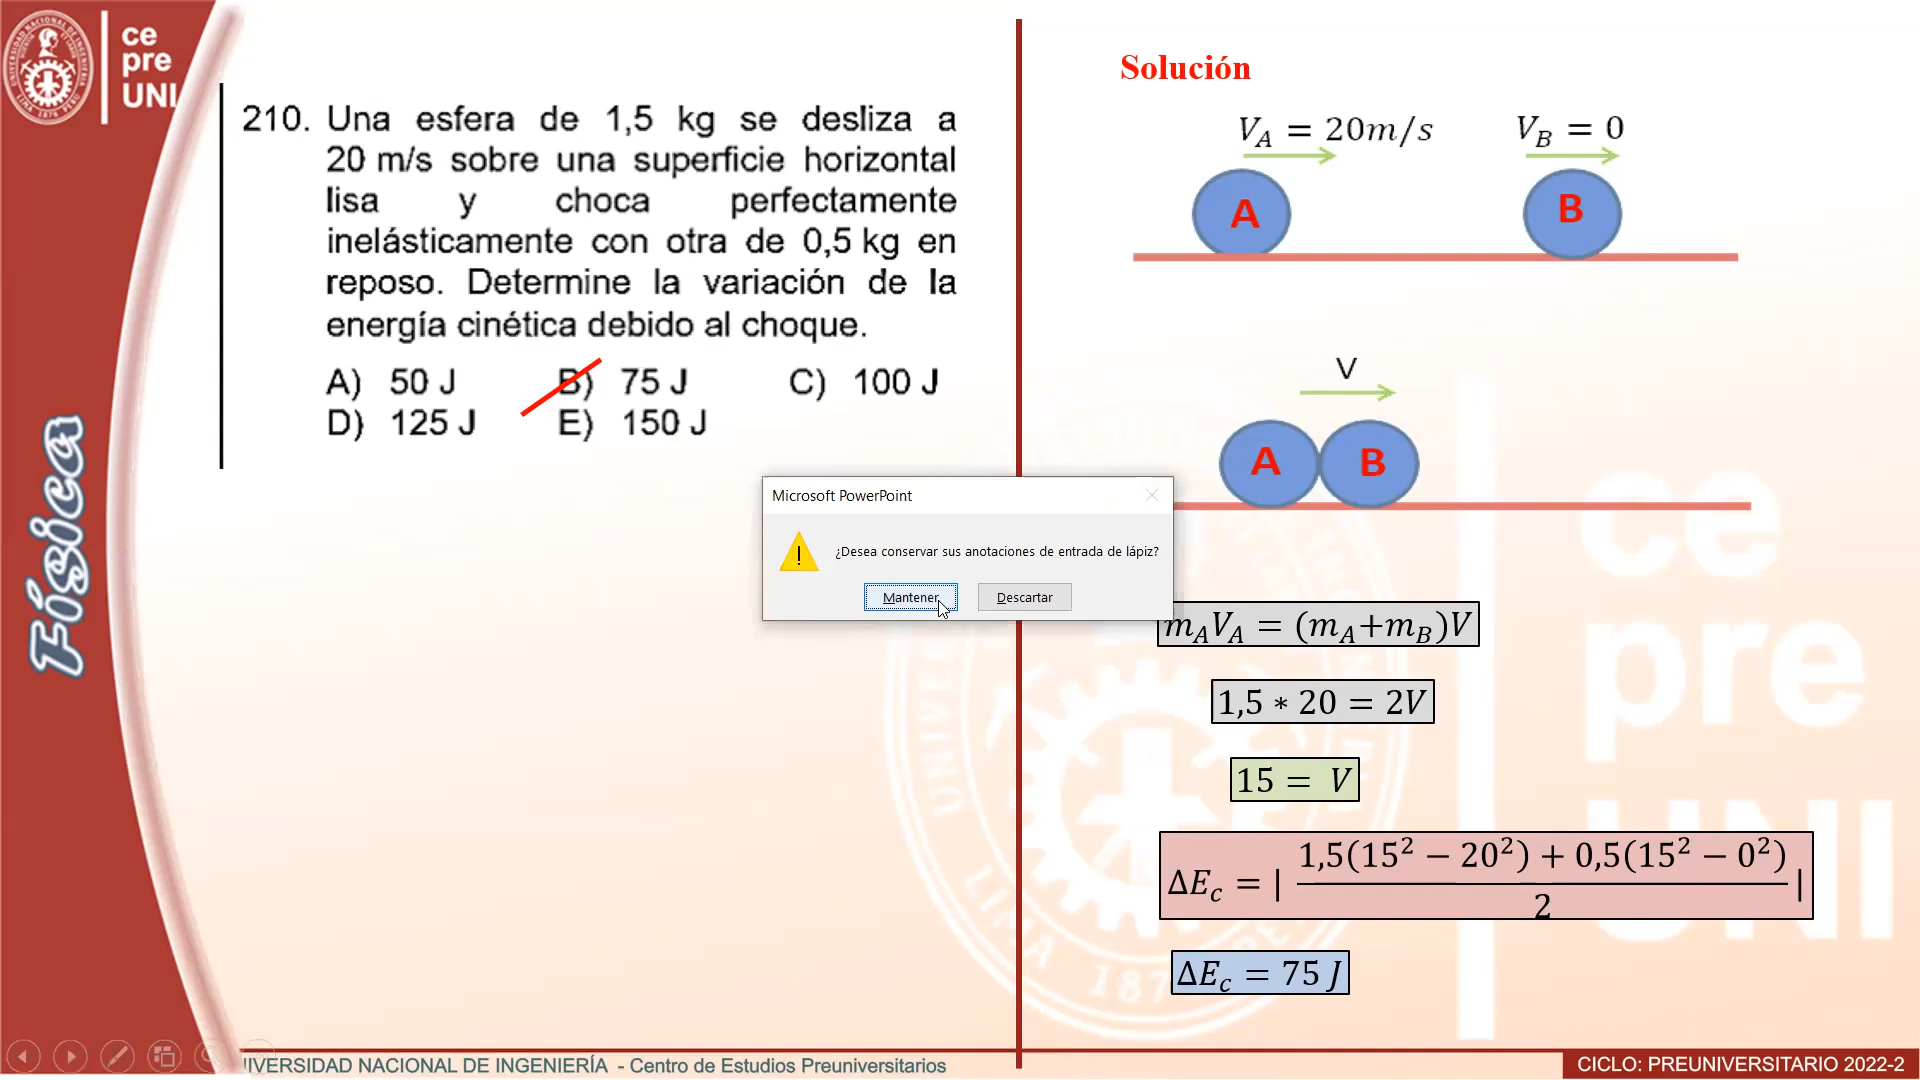 ce
pre
UNI
Física
210. Una esfera de 1,5 kg se desliza a
20 m/s sobre una superficie horizontal
lisa y choca perfectamente
inelásticamente con otra de 0,5 kg en
reposo. Determine la variación de la
energía cinética debido al choque.
A) 50 J B) 75 J C) 100 J
D) 125 J E) 150 J
Solución
V_A = 20m/s V_B = 0
A B
V
A B
Microsoft PowerPoint
¿Desea conservar sus anotaciones de entrada de lápiz?
Mantener Descartar
m_A V_A = (m_A+m_B)V
1,5 ∗ 20 = 2V
15 = V
ΔE_c = | \frac{1,5(15² − 20²) + 0,5(15² − 0²)}{2} |
ΔE_c = 75 J
ce
pre
UNI
IVERSIDAD NACIONAL DE INGENIERÍA - Centro de Estudios Preuniversitarios
CICLO: PREUNIVERSITARIO 2022-2